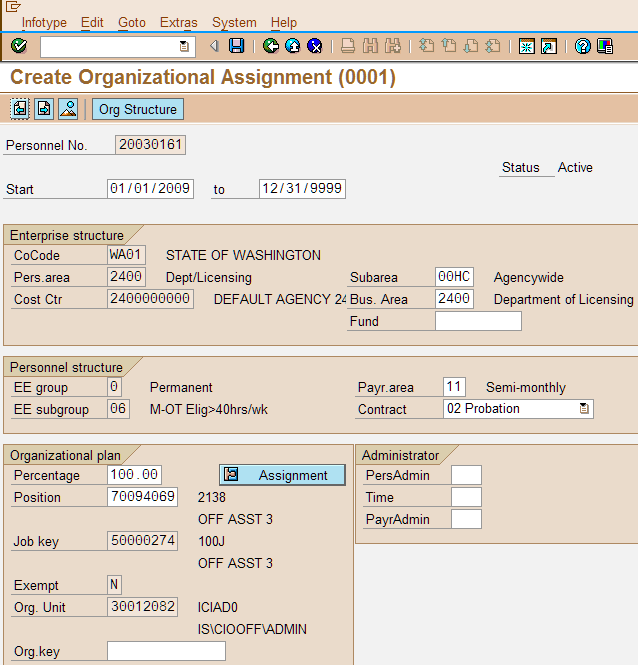 Infotype Edit Goto Extras System Help
Create Organizational Assignment (0001)
Org Structure
Personnel No. 20030161
Status Active
Start 01/01/2009 to 12/31/9999
Enterprise structure
CoCode WA01 STATE OF WASHINGTON
Pers.area 2400 Dept/Licensing Subarea 00HC Agencywide
Cost Ctr 2400000000 DEFAULT AGENCY 24 Bus. Area 2400 Department of Licensing
Fund
Personnel structure
EE group 0 Permanent Payr.area 11 Semi-monthly
EE subgroup 06 M-OT Elig>40hrs/wk Contract 02 Probation
Organizational plan Administrator
Percentage 100.00 Assignment PersAdmin
Position 70094069 2138 Time
OFF ASST 3 PayrAdmin
Job key 50000274 100J
OFF ASST 3
Exempt N
Org. Unit 30012082 ICIAD0
IS\CIOOFF\ADMIN
Org.key